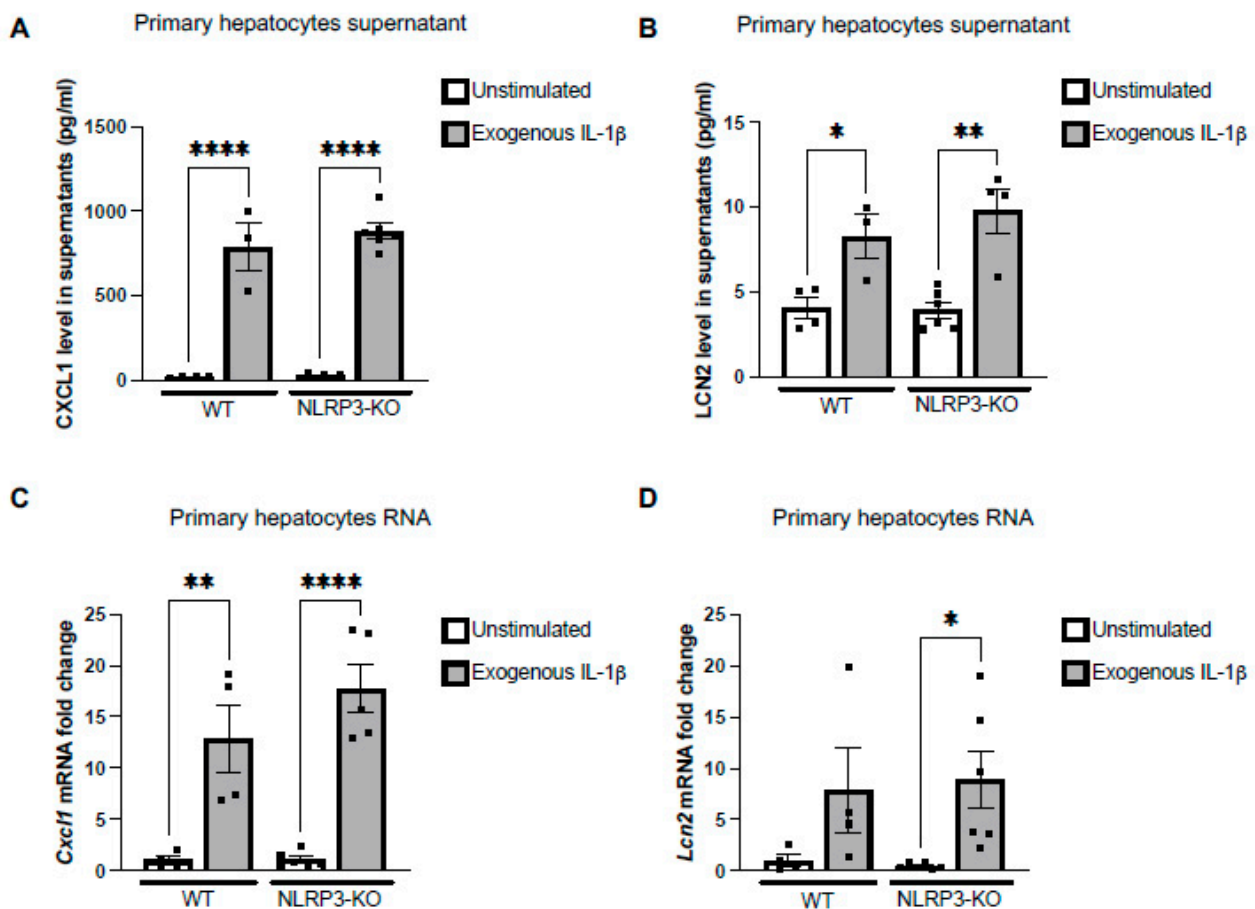 A
Primary hepatocytes supernatant
CXCL1 level in supernatants (pg/ml)
1500
1000
500
0
****
****
WT
NLRP3-KO
Unstimulated
Exogenous IL-1β
B
Primary hepatocytes supernatant
LCN2 level in supernatants (pg/ml)
15
10
5
0
*
**
WT
NLRP3-KO
Unstimulated
Exogenous IL-1β
C
Primary hepatocytes RNA
Cxcl1 mRNA fold change
25
20
15
10
5
0
**
****
WT
NLRP3-KO
Unstimulated
Exogenous IL-1β
D
Primary hepatocytes RNA
Lcn2 mRNA fold change
25
20
15
10
5
0
*
WT
NLRP3-KO
Unstimulated
Exogenous IL-1β